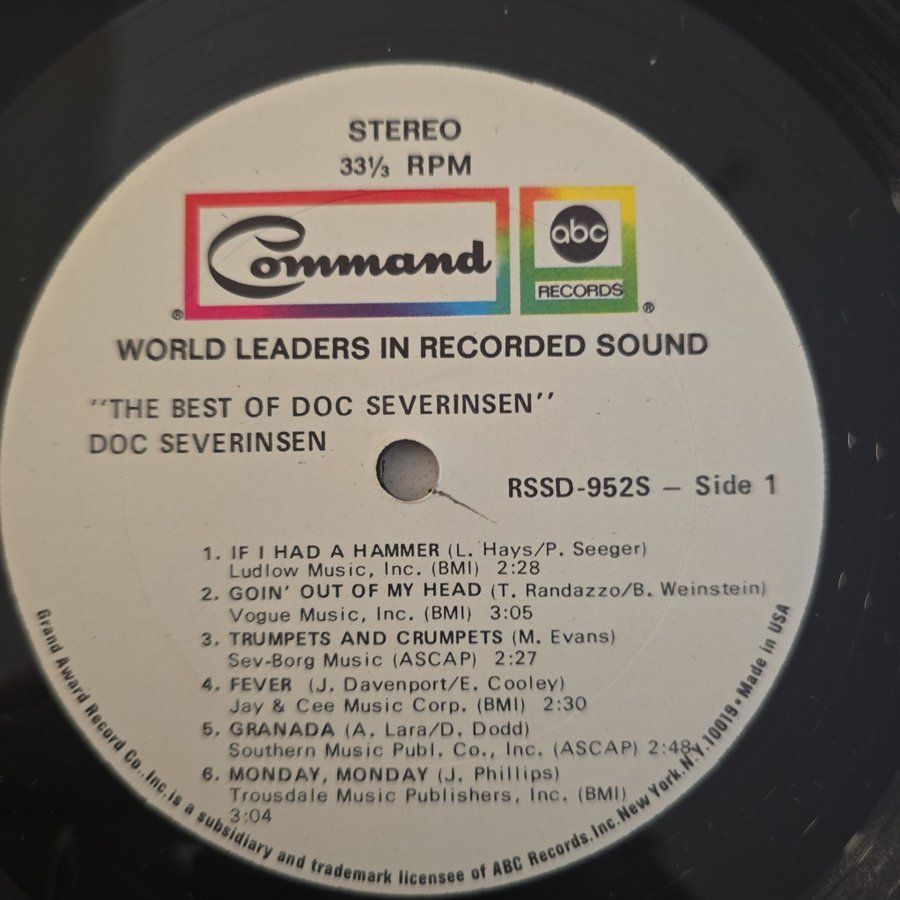 STEREO
33⅓ RPM
Command
abc
RECORDS
®
®
WORLD LEADERS IN RECORDED SOUND
"THE BEST OF DOC SEVERINSEN"
DOC SEVERINSEN
RSSD-952S — Side 1
1. IF I HAD A HAMMER (L. Hays/P. Seeger)
Ludlow Music, Inc. (BMI) 2:28
2. GOIN' OUT OF MY HEAD (T. Randazzo/B. Weinstein)
Vogue Music, Inc. (BMI) 3:05
3. TRUMPETS AND CRUMPETS (M. Evans)
Sev-Borg Music (ASCAP) 2:27
4. FEVER (J. Davenport/E. Cooley)
Jay & Cee Music Corp. (BMI) 2:30
5. GRANADA (A. Lara/D. Dodd)
Southern Music Publ. Co., Inc. (ASCAP) 2:48
6. MONDAY, MONDAY (J. Phillips)
Trousdale Music Publishers, Inc. (BMI)
3:04
Grand Award Record Co., Inc. is a subsidiary and trademark licensee of ABC Records, Inc. New York, N.Y. 10019 • Made in USA